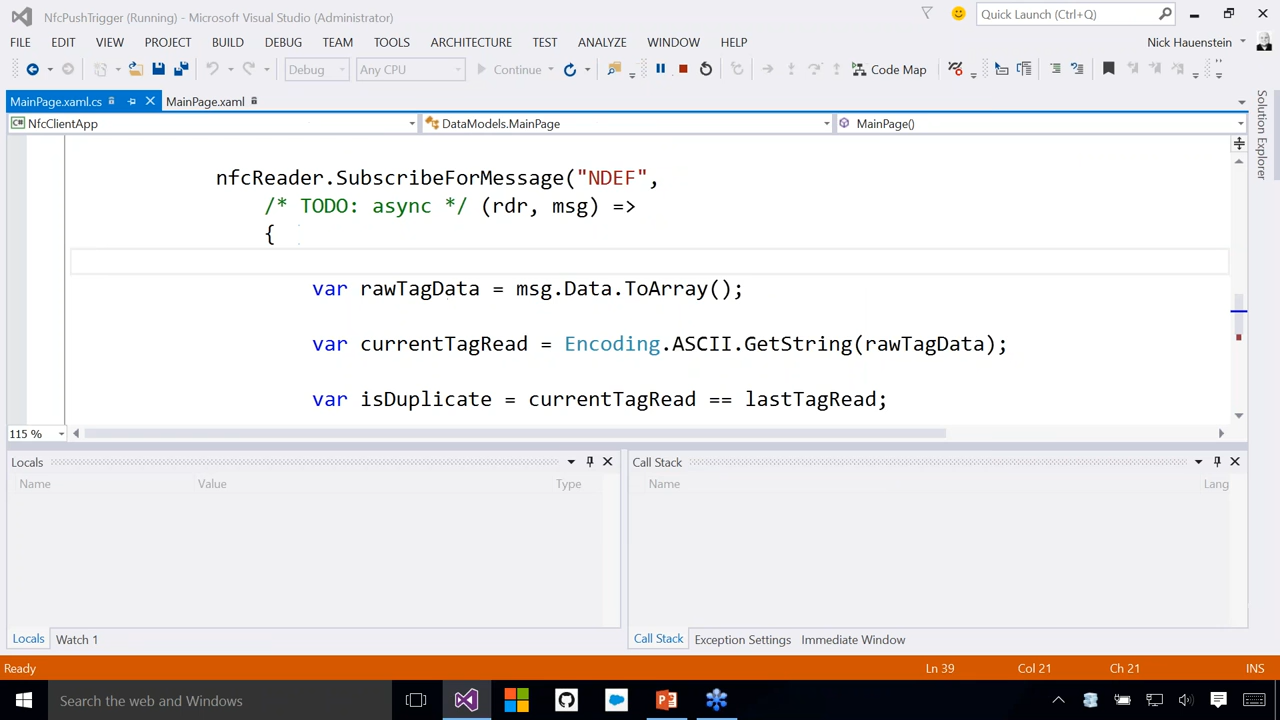 NfcPushTrigger (Running) - Microsoft Visual Studio (Administrator)
Quick Launch (Ctrl+Q)
FILE EDIT VIEW PROJECT BUILD DEBUG TEAM TOOLS ARCHITECTURE TEST ANALYZE WINDOW HELP
Nick Hauenstein
Debug Any CPU Continue Code Map
MainPage.xaml.cs MainPage.xaml
NfcClientApp DataModels.MainPage MainPage()
Solution Explorer
nfcReader.SubscribeForMessage("NDEF",
/* TODO: async */ (rdr, msg) =>
{
var rawTagData = msg.Data.ToArray();
var currentTagRead = Encoding.ASCII.GetString(rawTagData);
var isDuplicate = currentTagRead == lastTagRead;
115 %
Locals
Name Value Type
Call Stack
Name Lang
Locals Watch 1
Call Stack Exception Settings Immediate Window
Ready Ln 39 Col 21 Ch 21 INS
Search the web and Windows